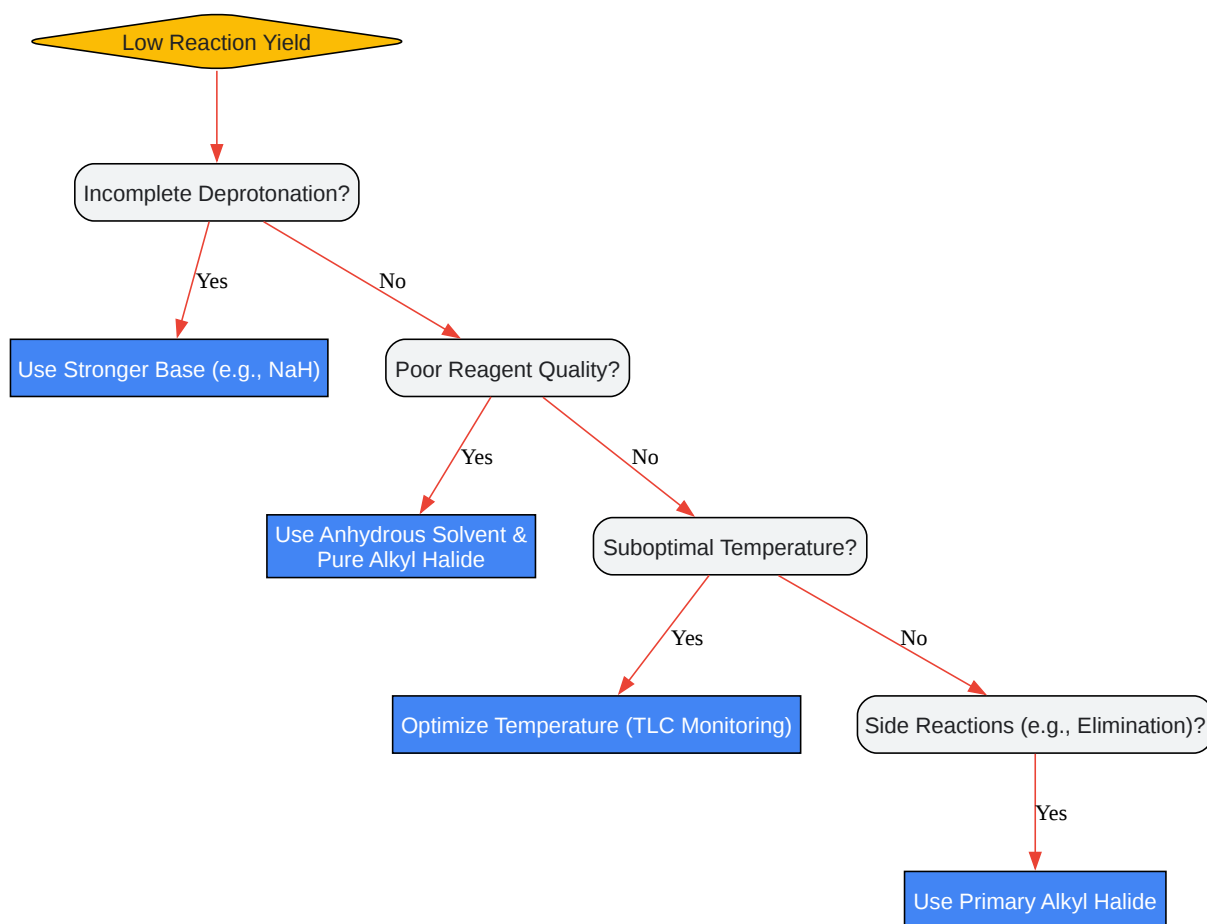 Low Reaction Yield
Incomplete Deprotonation?
Yes
No
Use Stronger Base (e.g., NaH)
Poor Reagent Quality?
Yes
No
Use Anhydrous Solvent &
Pure Alkyl Halide
Suboptimal Temperature?
Yes
No
Optimize Temperature (TLC Monitoring)
Side Reactions (e.g., Elimination)?
Yes
Use Primary Alkyl Halide